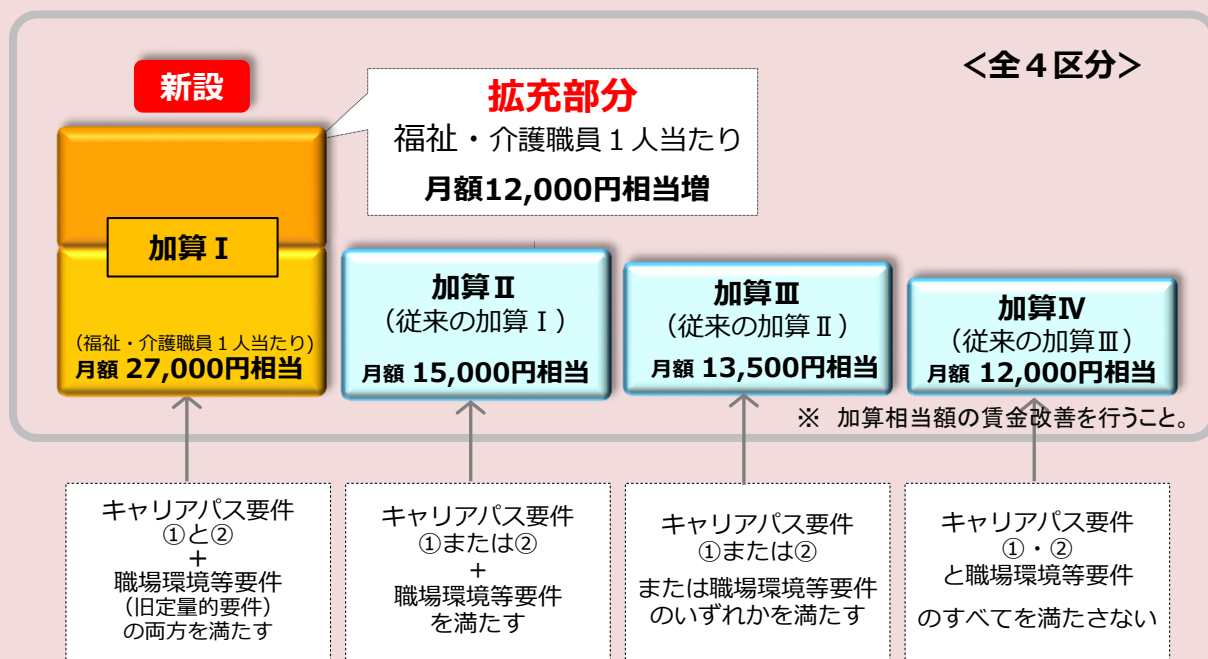 <全４区分>
新設
拡充部分
福祉・介護職員１人当たり
月額12,000円相当増
加算Ⅰ
(福祉・介護職員１人当たり)
月額 27,000円相当
加算Ⅱ
(従来の加算Ⅰ)
月額 15,000円相当
加算Ⅲ
(従来の加算Ⅱ)
月額 13,500円相当
加算Ⅳ
(従来の加算Ⅲ)
月額 12,000円相当
※ 加算相当額の賃金改善を行うこと。
キャリアパス要件
①と②
+
職場環境等要件
(旧定量的要件)
の両方を満たす
キャリアパス要件
①または②
+
職場環境等要件
を満たす
キャリアパス要件
①または②
または職場環境等要件
のいずれかを満たす
キャリアパス要件
①・②
と職場環境等要件
のすべてを満たさない